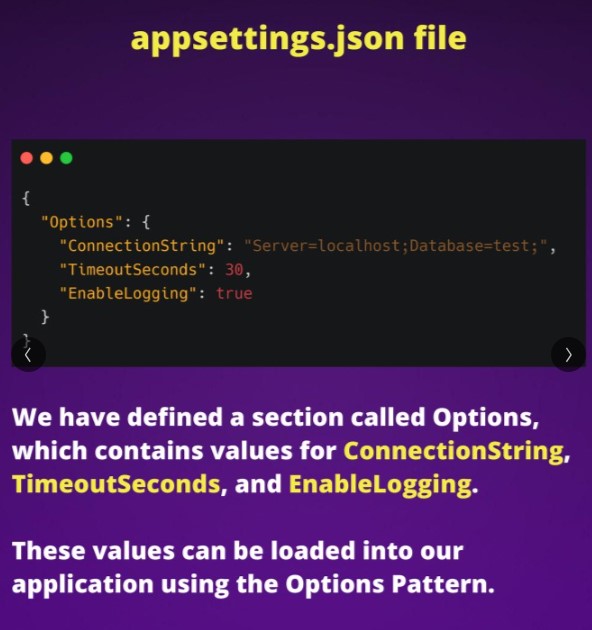 appsettings.json file
{
"Options": {
"ConnectionString": "Server=localhost;Database=test;",
"TimeoutSeconds": 30,
"EnableLogging": true
}
}
We have defined a section called Options,
which contains values for ConnectionString,
TimeoutSeconds, and EnableLogging.
These values can be loaded into our
application using the Options Pattern.